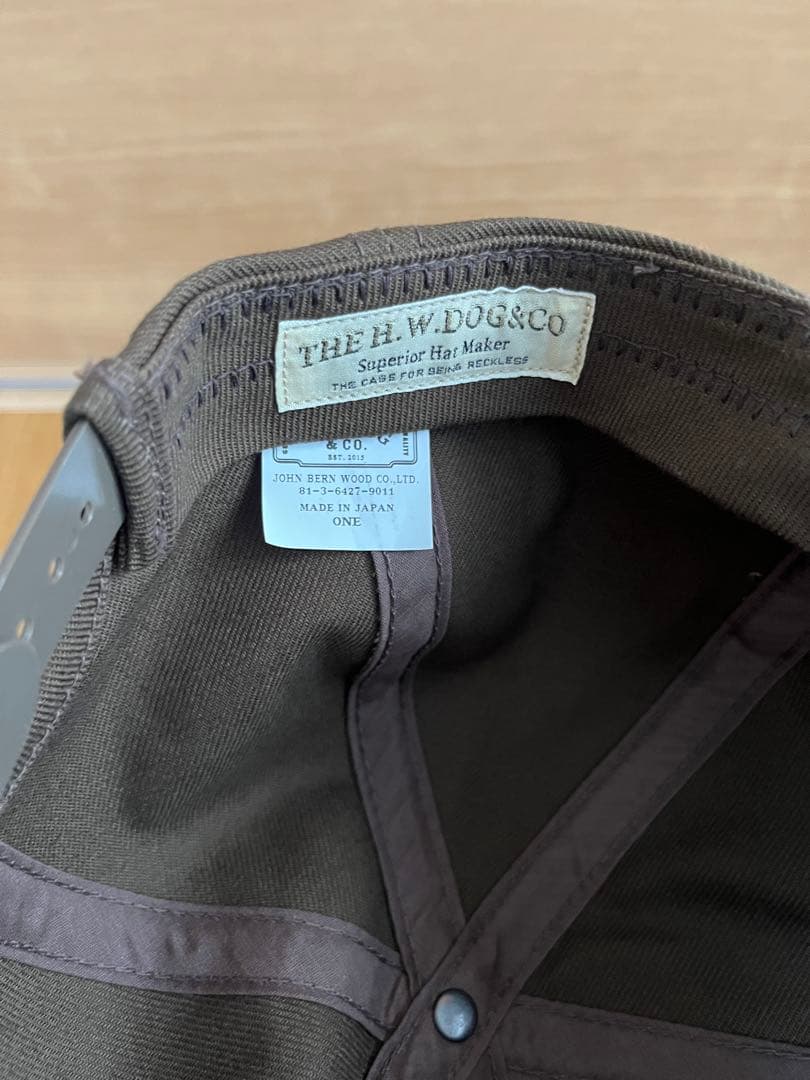 THE H.W.DOG&CO
Superior Hat Maker
THE CASE FOR BEING RECKLESS
& CO.
EST. 2015
JOHN BERN WOOD CO.,LTD.
81-3-6427-9011
MADE IN JAPAN
ONE